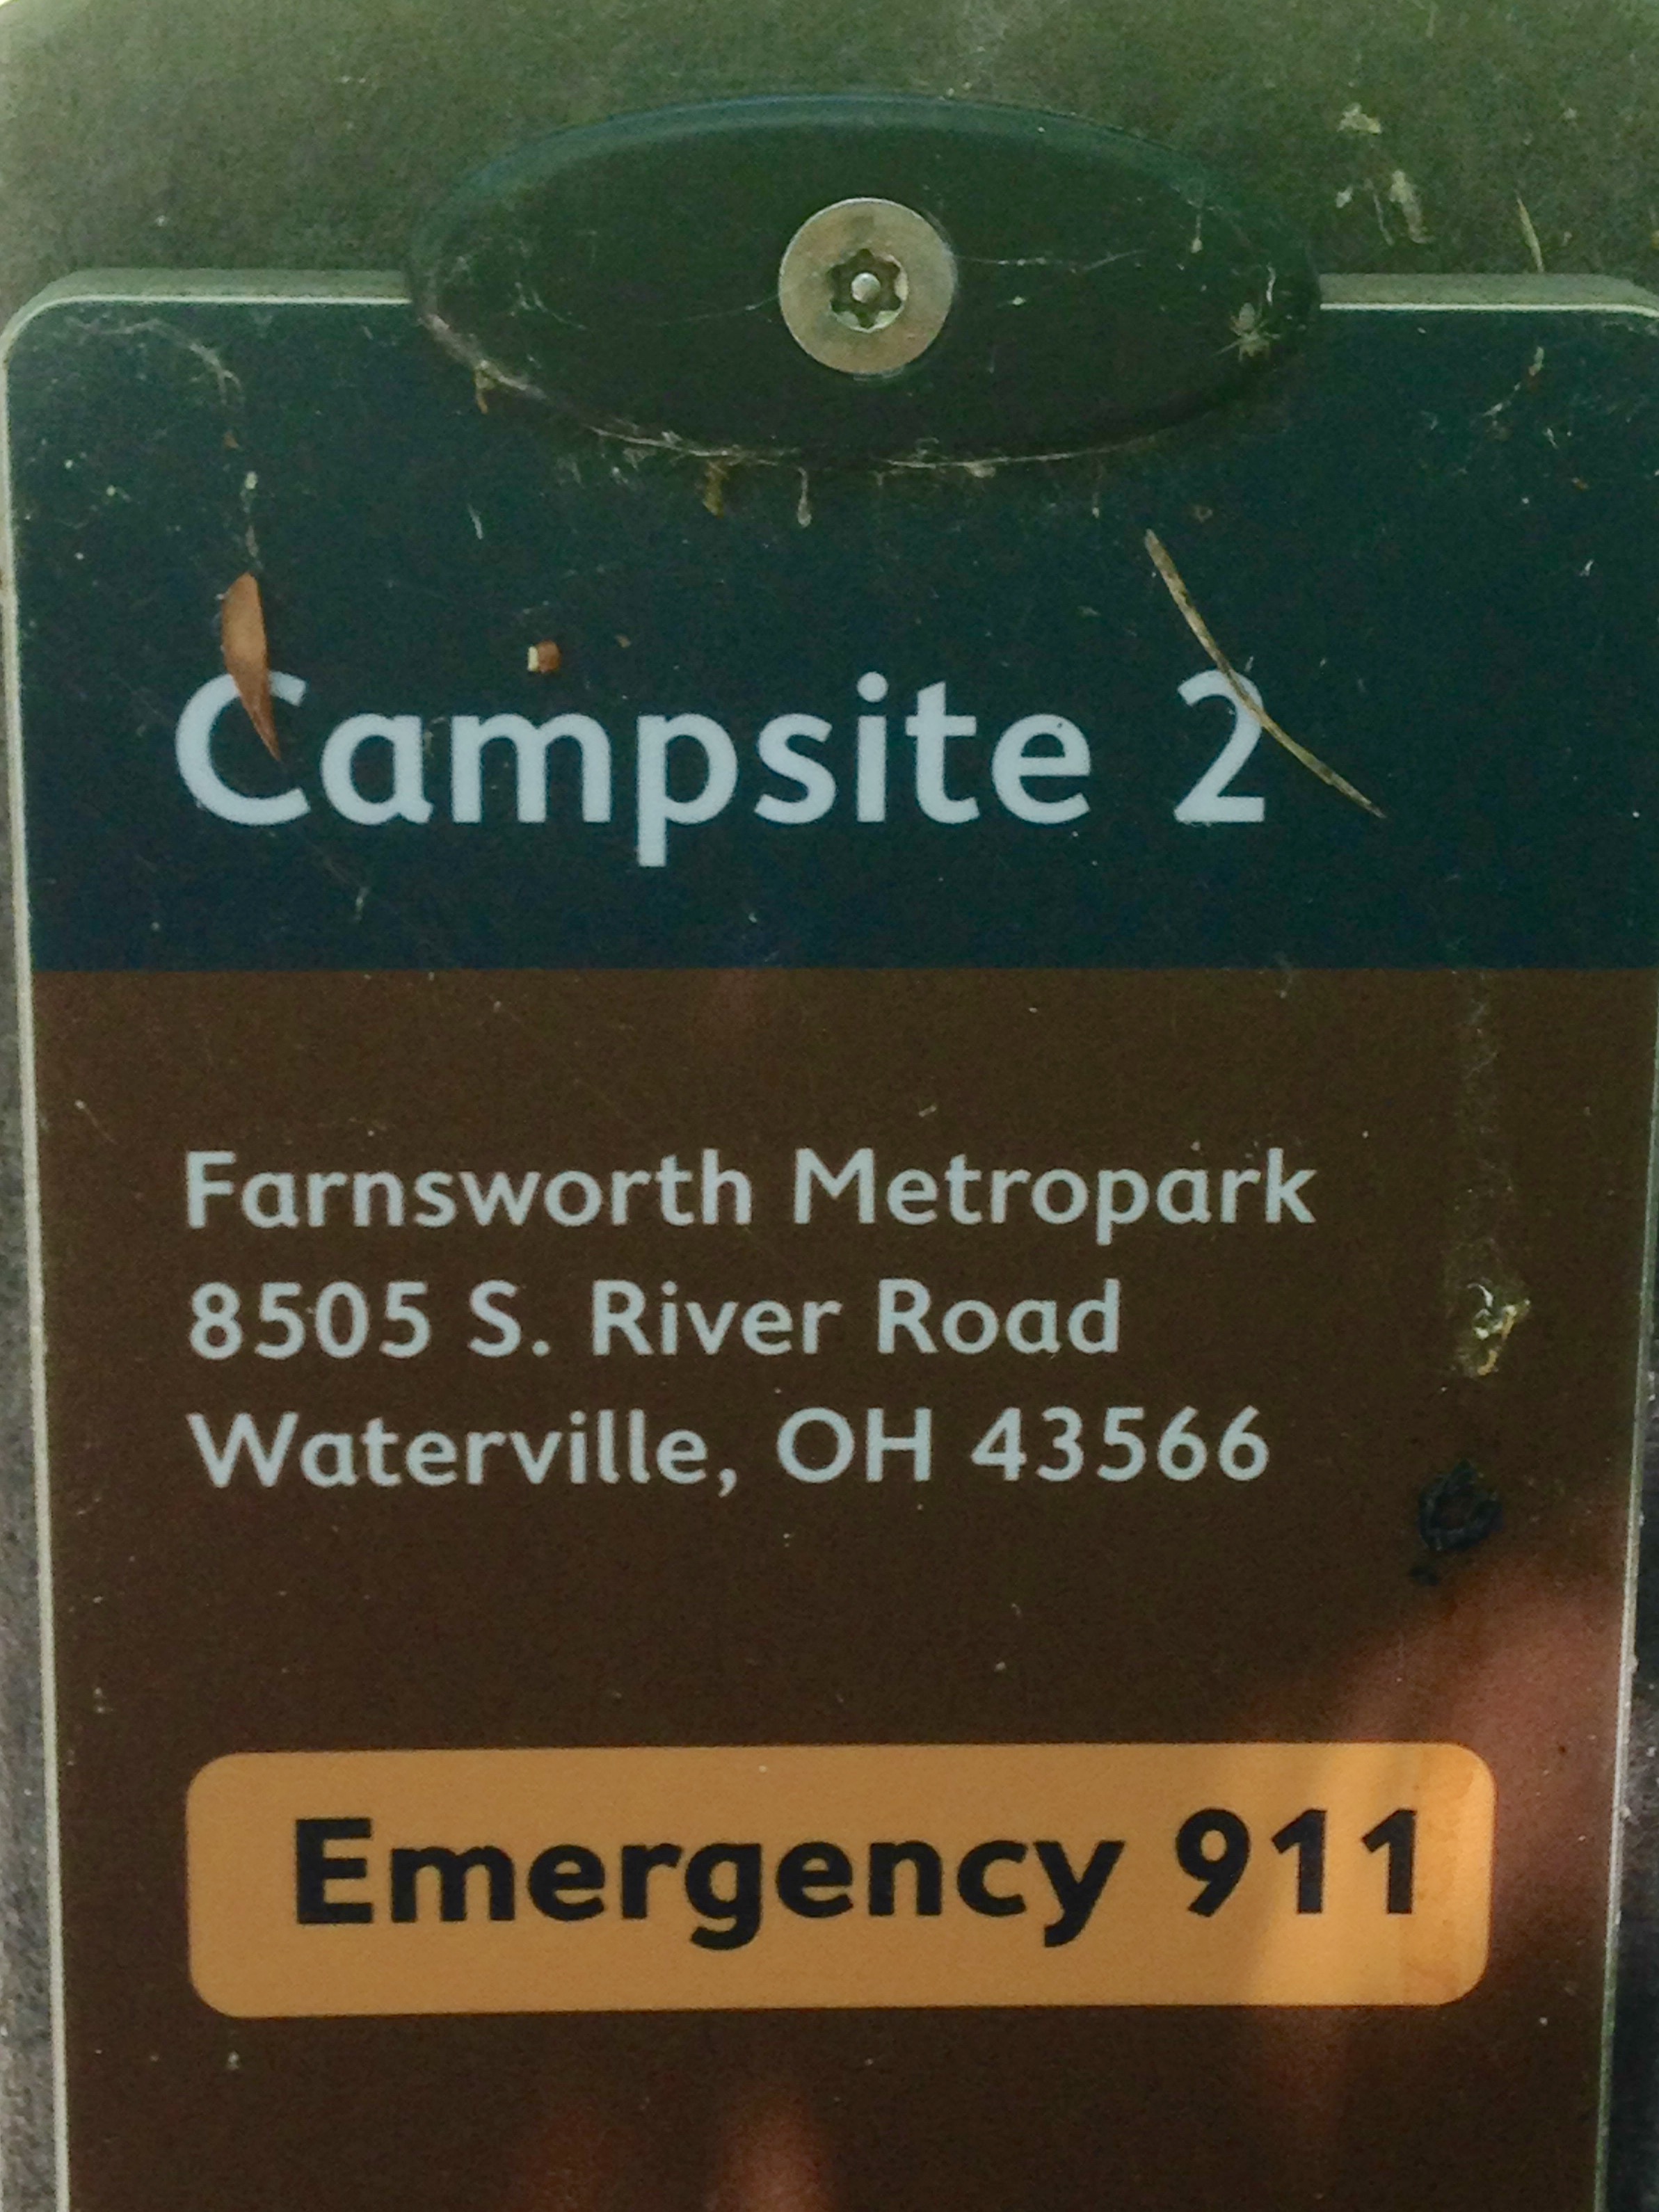 Campsite 2
Farnsworth Metropark
8505 S. River Road
Waterville, OH 43566
Emergency 911